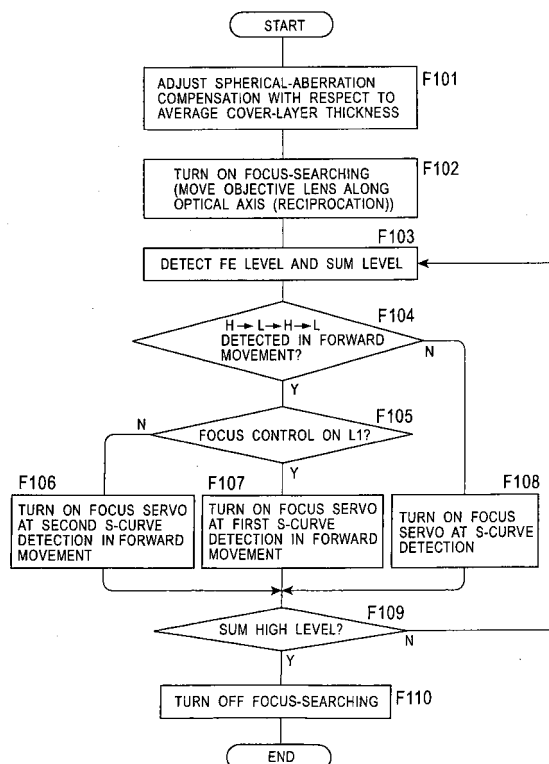 START
F101
ADJUST SPHERICAL-ABERRATION
COMPENSATION WITH RESPECT TO
AVERAGE COVER-LAYER THICKNESS
F102
TURN ON FOCUS-SEARCHING
(MOVE OBJECTIVE LENS ALONG
OPTICAL AXIS (RECIPROCATION))
F103
DETECT FE LEVEL AND SUM LEVEL
F104
H→L→H→L
DETECTED IN FORWARD
MOVEMENT?
N
Y
F105
N
FOCUS CONTROL ON L1?
Y
F106
TURN ON FOCUS SERVO
AT SECOND S-CURVE
DETECTION IN FORWARD
MOVEMENT
F107
TURN ON FOCUS SERVO
AT FIRST S-CURVE
DETECTION IN FORWARD
MOVEMENT
F108
TURN ON FOCUS
SERVO AT S-CURVE
DETECTION
F109
SUM HIGH LEVEL?
N
Y
TURN OFF FOCUS-SEARCHING
F110
END